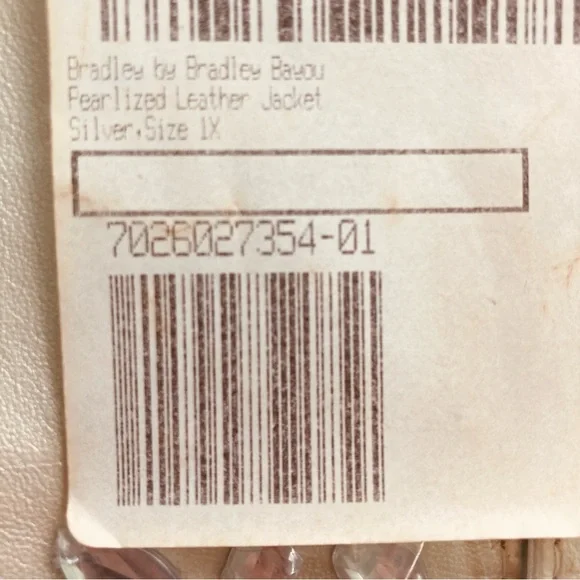 Bradley by Bradley Bayou
Pearlized Leather Jacket
Silver,Size 1X
7026027354-01